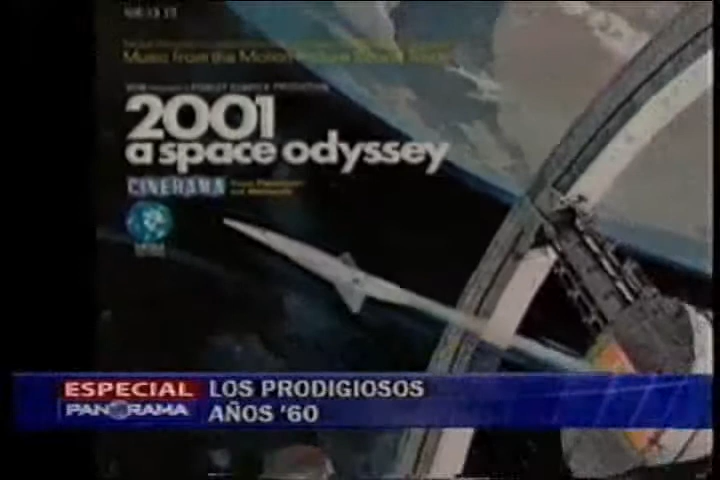 Music from the Motion Picture Sound Track
2001
a space odyssey
CINERAMA
ESPECIAL
PANORAMA
LOS PRODIGIOSOS
AÑOS '60